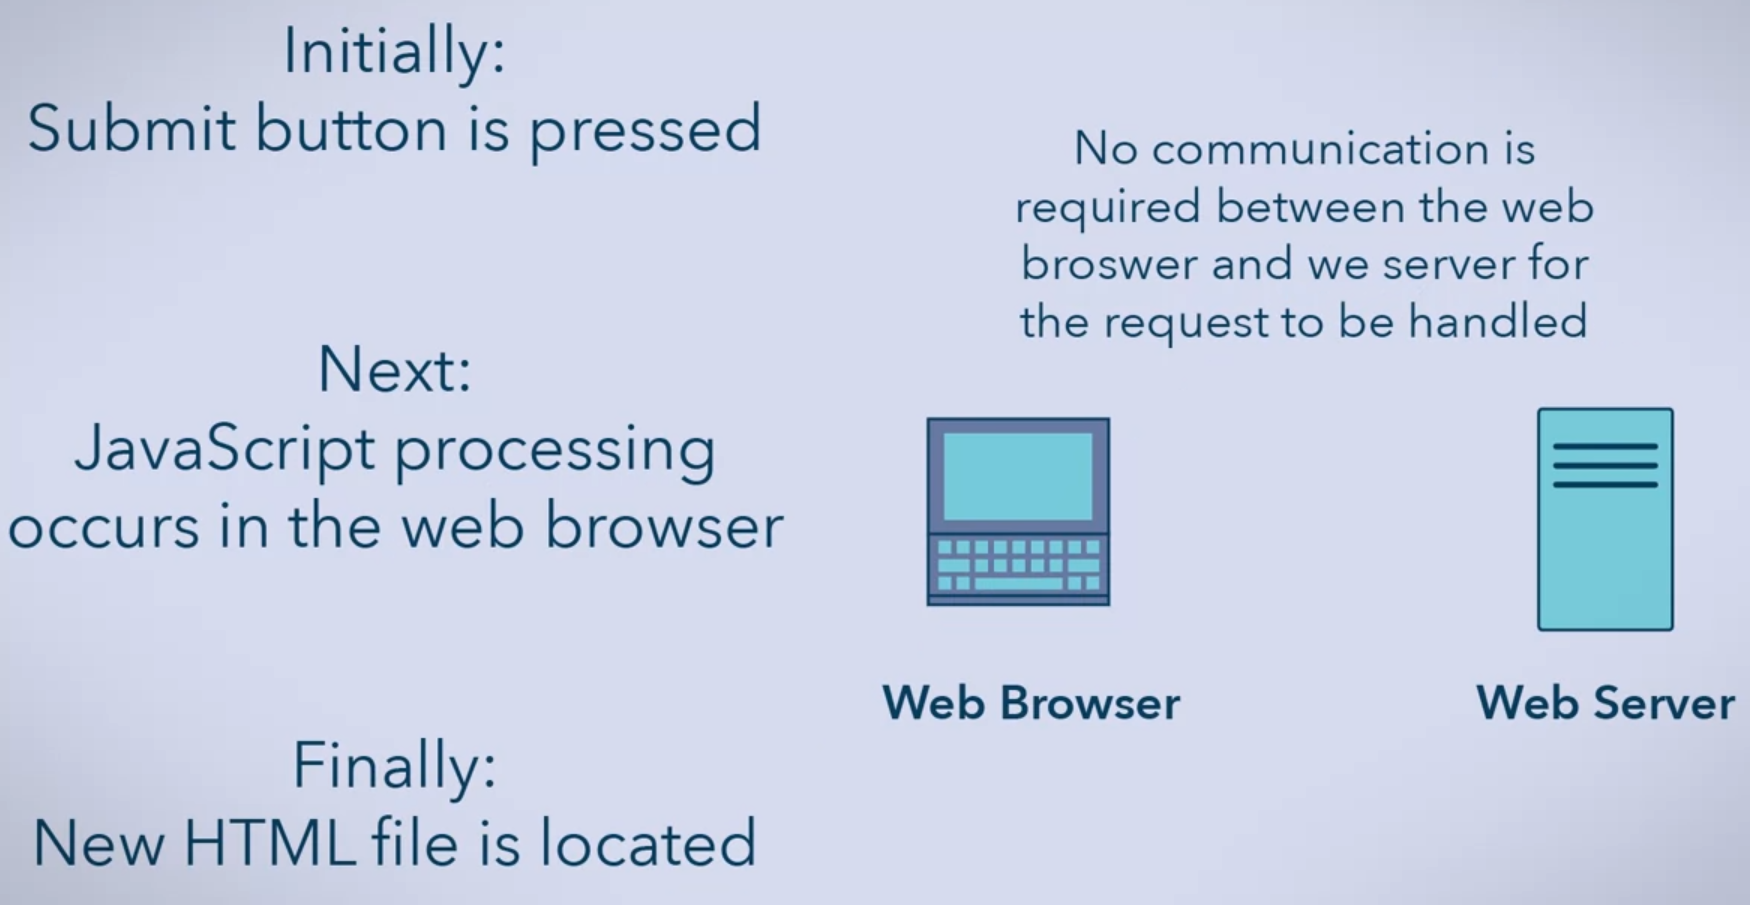 Initially:
Submit button is pressed
No communication is
required between the web
broswer and we server for
the request to be handled
Next:
JavaScript processing
occurs in the web browser
Web Browser
Web Server
Finally:
New HTML file is located